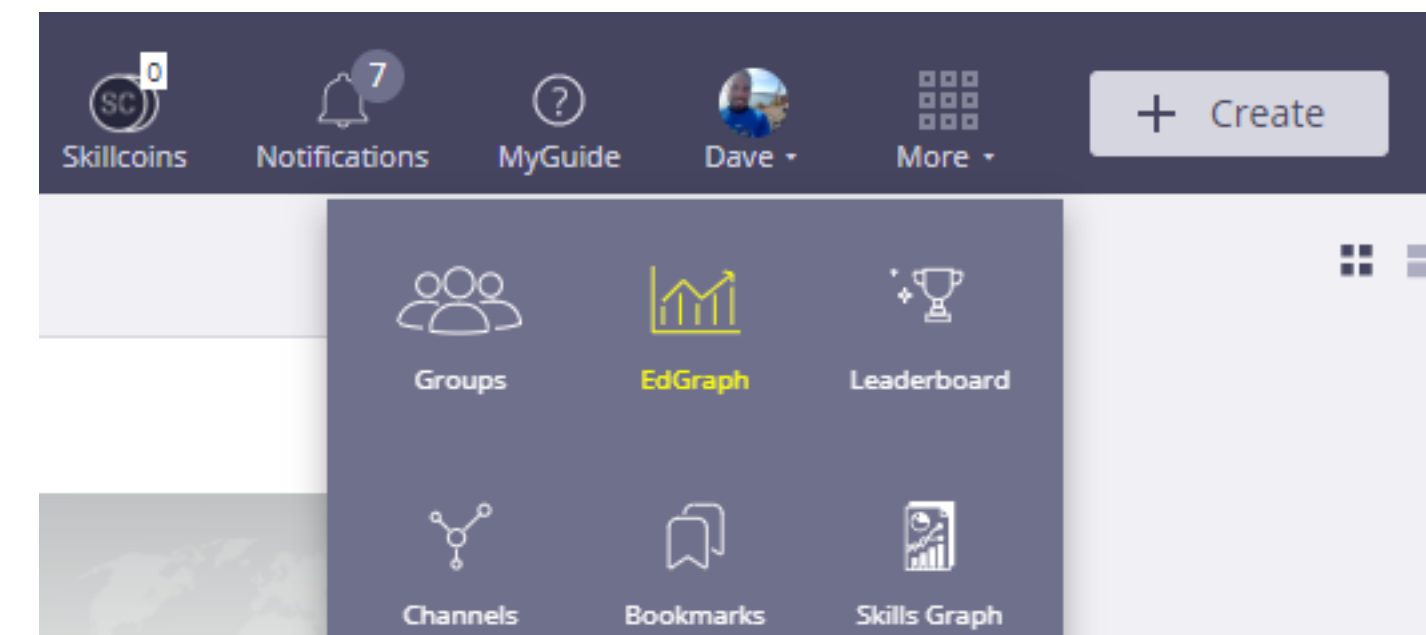 SC 0 7 ?
Skillcoins Notifications MyGuide Dave More + Create
Groups EdGraph Leaderboard
Channels Bookmarks Skills Graph